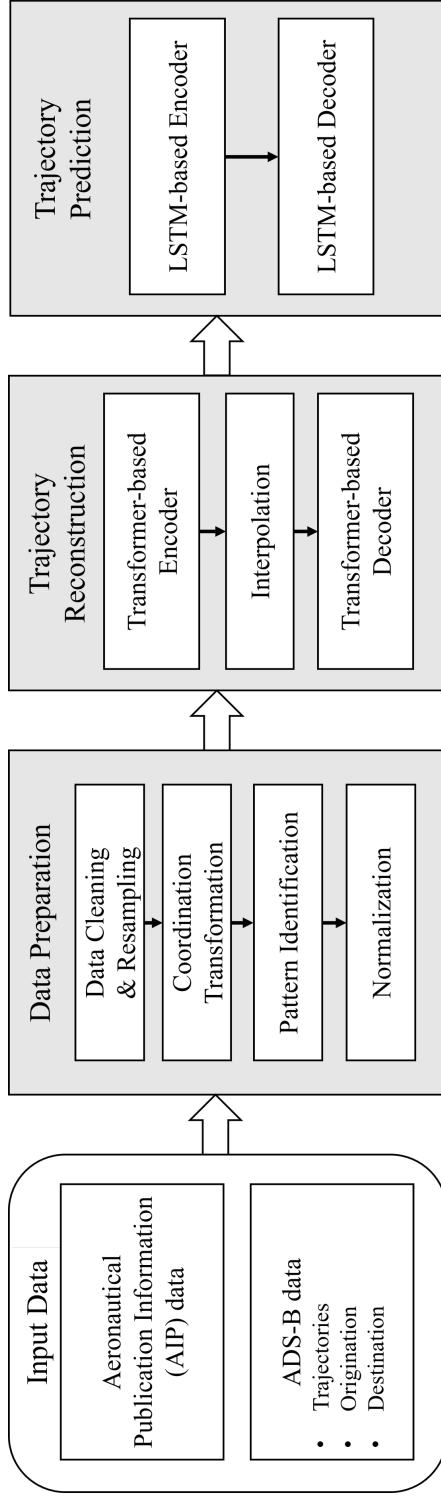 Input Data
Aeronautical
Publication Information
(AIP) data
ADS-B data
• Trajectories
• Origination
• Destination
Data Preparation
Data Cleaning
& Resampling
Coordination
Transformation
Pattern Identification
Normalization
Trajectory
Reconstruction
Transformer-based
Encoder
Interpolation
Transformer-based
Decoder
Trajectory
Prediction
LSTM-based Encoder
LSTM-based Decoder